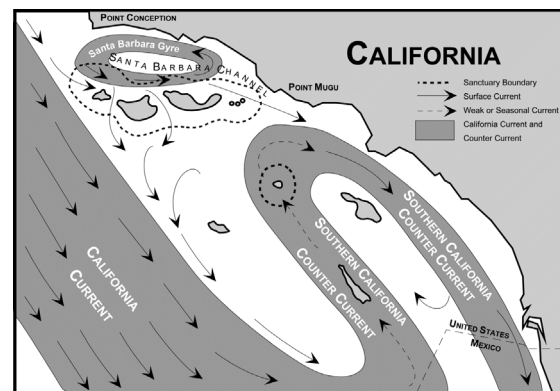 POINT CONCEPTION
Santa Barbara Gyre
SANTA BARBARA CHANNEL
POINT MUGU
CALIFORNIA
Sanctuary Boundary
Surface Current
Weak or Seasonal Current
California Current and
Counter Current
CALIFORNIA
CURRENT
SOUTHERN CALIFORNIA
COUNTER CURRENT
SOUTHERN CALIFORNIA
COUNTER CURRENT
UNITED STATES
MEXICO